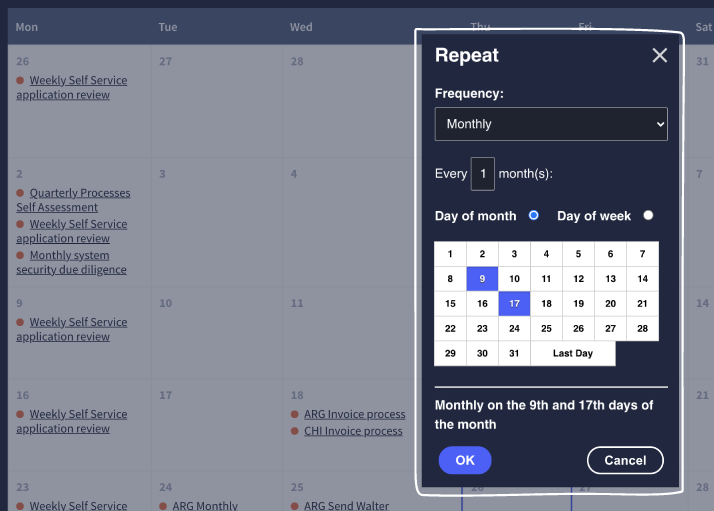 Mon Tue Wed Thu Fri Sat
26 27 28 31
Weekly Self Service
application review
2 3 4 7
Quarterly Processes
Self Assessment
Weekly Self Service
application review
Monthly system
security due diligence
9 10 11 14
Weekly Self Service
application review
16 17 18 21
Weekly Self Service
application review
ARG Invoice process
CHI Invoice process
23 24 25 26 27 28
Weekly Self Service
ARG Monthly
ARG Send Walter
Repeat
Frequency:
Monthly
Every 1 month(s):
Day of month Day of week
1 2 3 4 5 6 7
8 9 10 11 12 13 14
15 16 17 18 19 20 21
22 23 24 25 26 27 28
29 30 31 Last Day
Monthly on the 9th and 17th days of
the month
OK Cancel